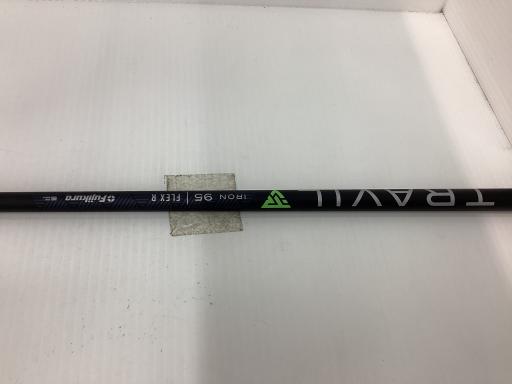 TRAVIL
IRON 95 | FLEX R
Fujikura